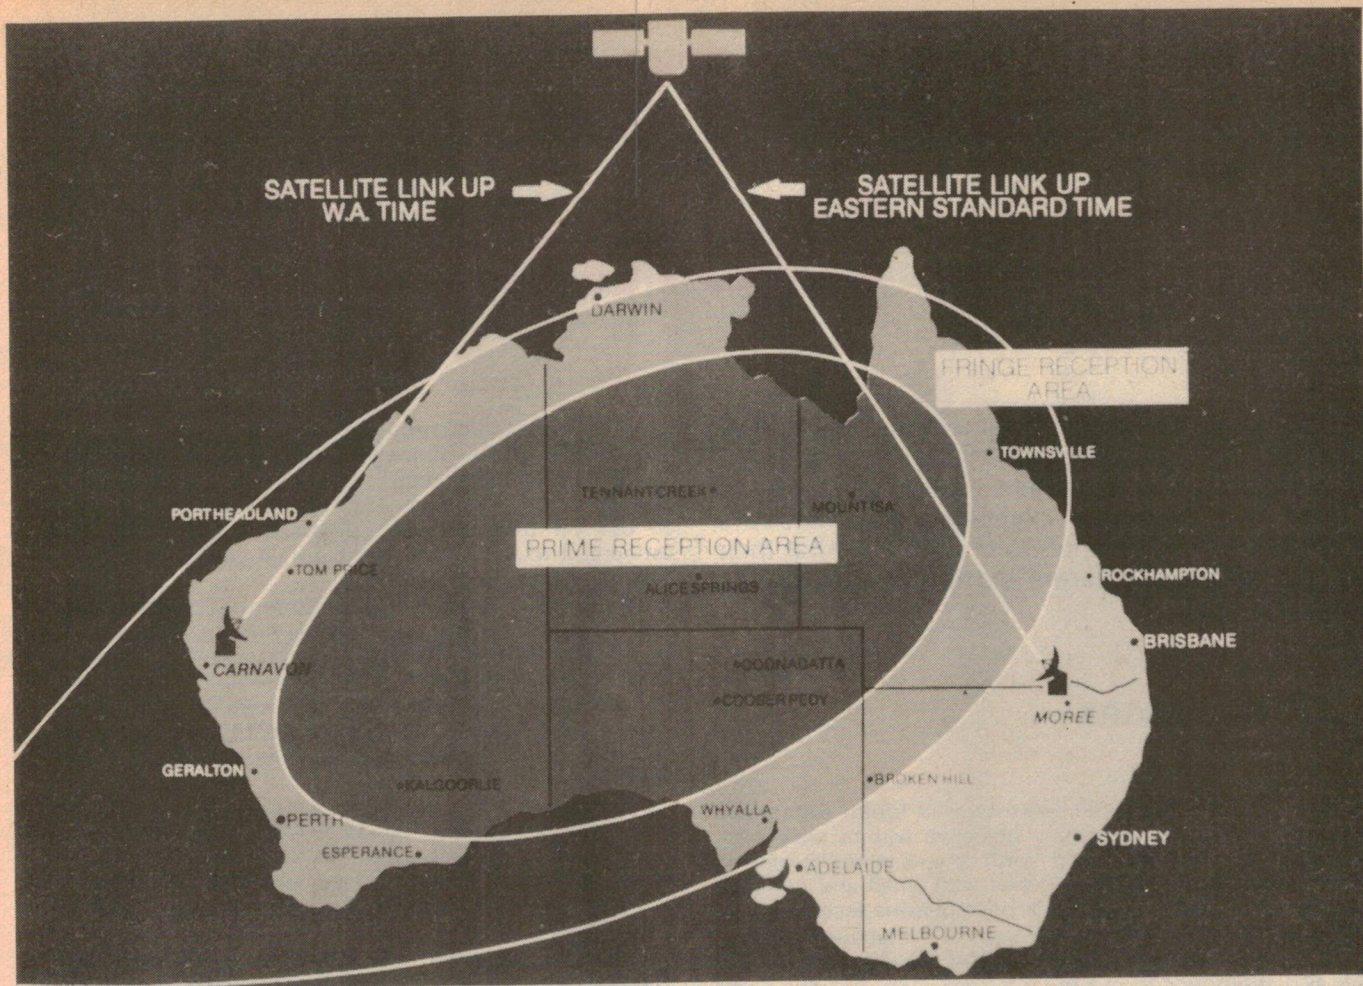 SATELLITE LINK UP
W.A. TIME
SATELLITE LINK UP
EASTERN STANDARD TIME
DARWIN
FRINGE RECEPTION
AREA
TOWNSVILLE
TENNANT CREEK
MOUNT ISA
PORT HEADLAND
PRIME RECEPTION AREA
TOM PRICE
ALICE SPRINGS
ROCKHAMPTON
BRISBANE
CARNAVON
OODNADATTA
COOBER PEDY
MOREE
GERALTON
KALGOORLIE
BROKEN HILL
WHYALLA
PERTH
SYDNEY
ESPERANCE
ADELAIDE
MELBOURNE